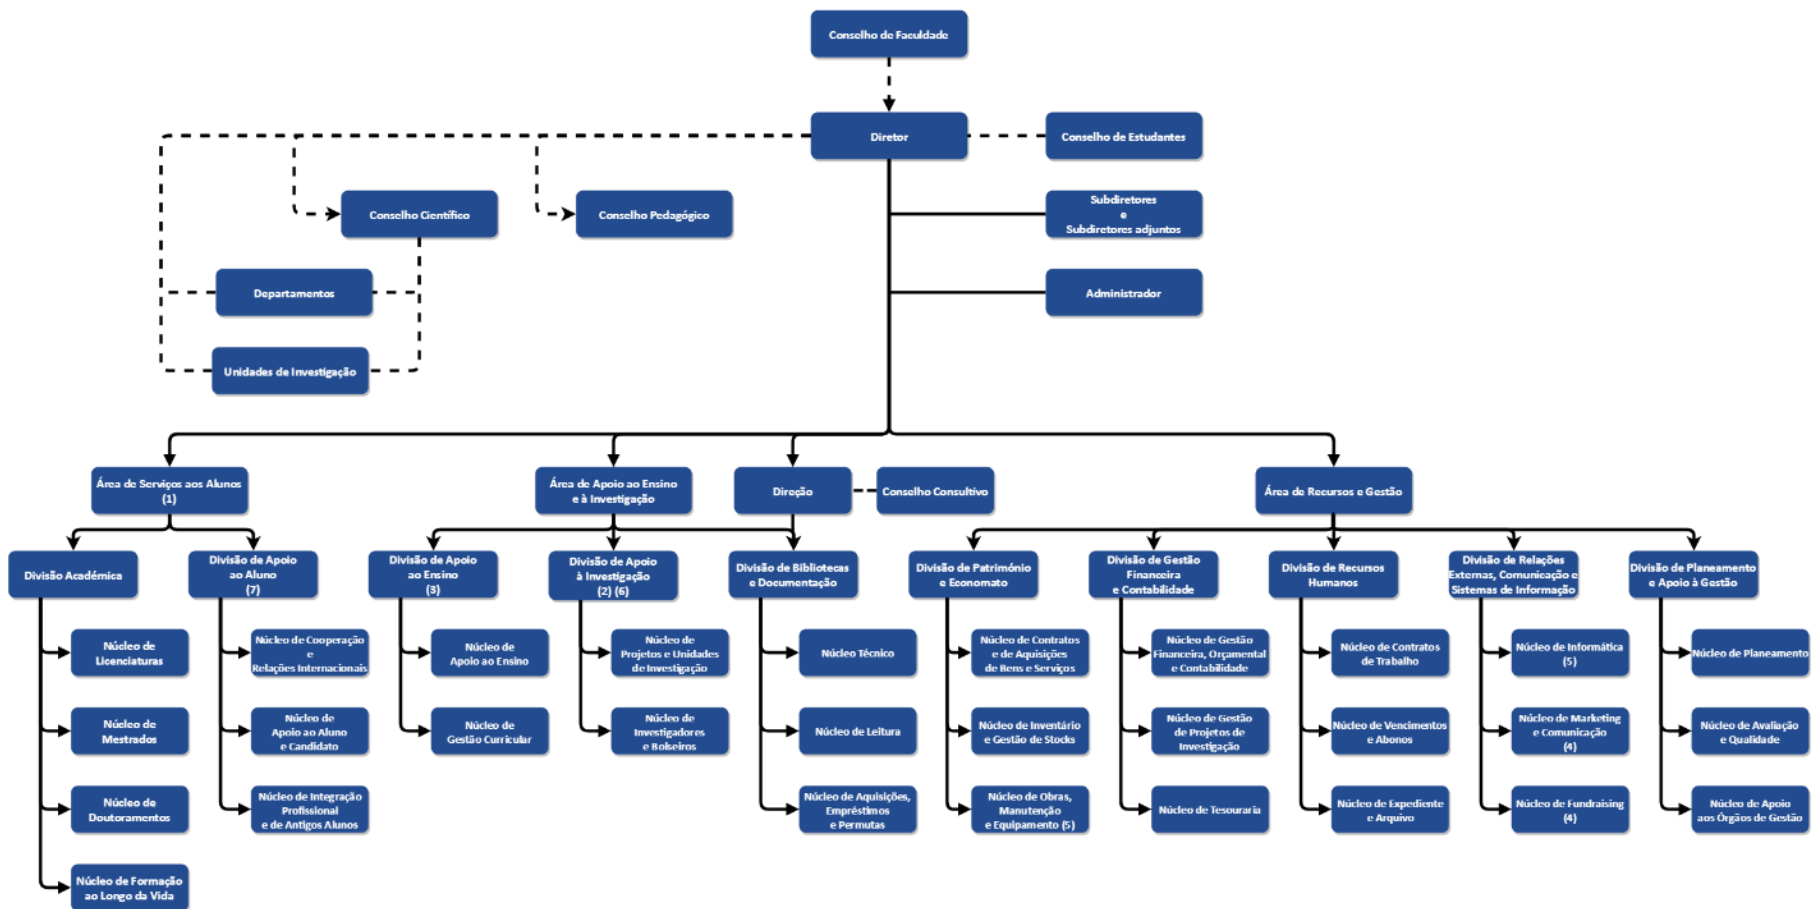 Conselho de Faculdade
Diretor
Conselho de Estudantes
Conselho Científico
Conselho Pedagógico
Subdiretores
e
Subdiretores adjuntos
Departamentos
Administrador
Unidades de Investigação
Área de Serviços aos Alunos
(1)
Área de Apoio ao Ensino
e à Investigação
Direção
Conselho Consultivo
Área de Recursos e Gestão
Divisão Académica
Divisão de Apoio
ao Aluno
(7)
Divisão de Apoio
ao Ensino
(3)
Divisão de Apoio
à Investigação
(2) (6)
Divisão de Bibliotecas
e Documentação
Divisão de Património
e Economato
Divisão de Gestão
Financeira
e Contabilidade
Divisão de Recursos
Humanos
Divisão de Relações
Externas, Comunicação e
Sistemas de Informação
Divisão de Planeamento
e Apoio à Gestão
Núcleo de
Licenciaturas
Núcleo de Cooperação
e
Relações Internacionais
Núcleo de
Apoio ao Ensino
Núcleo de
Projetos e Unidades
de Investigação
Núcleo Técnico
Núcleo de Contratos
e de Aquisições
de Bens e Serviços
Núcleo de Gestão
Financeira, Orçamental
e Contabilidade
Núcleo de Contratos
de Trabalho
Núcleo de Informática
(5)
Núcleo de Planeamento
Núcleo de
Mestrados
Núcleo de
Apoio ao Aluno
e Candidato
Núcleo de
Gestão Curricular
Núcleo de
Investigadores
e Bolseiros
Núcleo de Leitura
Núcleo de Inventário
e Gestão de Stocks
Núcleo de Gestão
de Projetos de
Investigação
Núcleo de Vencimentos
e Abonos
Núcleo de Marketing
e Comunicação
(4)
Núcleo de Avaliação
e Qualidade
Núcleo de
Doutoramentos
Núcleo de Integração
Profissional
e de Antigos Alunos
Núcleo de Aquisições,
Empréstimos
e Permutas
Núcleo de Obras,
Manutenção
e Equipamento (5)
Núcleo de Tesouraria
Núcleo de Expediente
e Arquivo
Núcleo de Fundraising
(4)
Núcleo de Apoio
aos Órgãos de Gestão
Núcleo de Formação
ao Longo da Vida